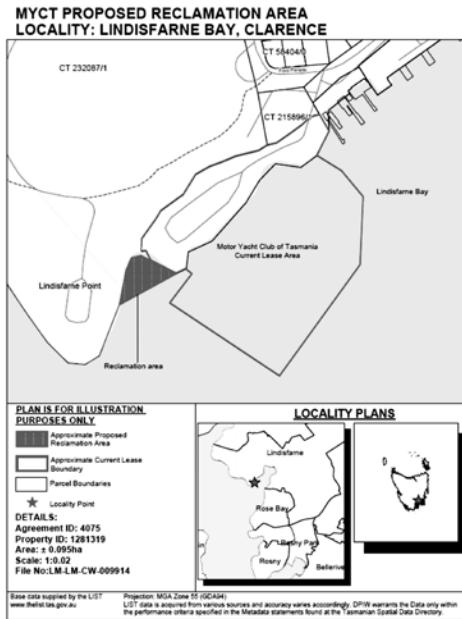 MYCT PROPOSED RECLAMATION AREA
LOCALITY: LINDISFARNE BAY, CLARENCE
CT 232087/1
CT 58404/0
CT 215896/
Lindisfarne Bay
Motor Yacht Club of Tasmania
Current Lease Area
Lindisfarne Point
Reclamation area
PLAN IS FOR ILLUSTRATION
PURPOSES ONLY
Approximate Proposed
Reclamation Area
Approximate Current Lease
Boundary
Parcel Boundaries
Locality Point
DETAILS:
Agreement ID: 4075
Property ID: 1281319
Area: ± 0.095ha
Scale: 1:0.02
File No:LM-LM-CW-009914
LOCALITY PLANS
Lindisfarne
Rose Bay
Rosny Park
Rosny
Bellerive
Base data supplied by the LIST
www.thelist.tas.gov.au
Projection: MGA Zone 55 (GDA94)
LIST data is acquired from various sources and accuracy varies acccordingly. DPIW warrants the Data only within
the performance criteria specified in the Metadata statements found at the Tasmanian Spatial Data Directory.